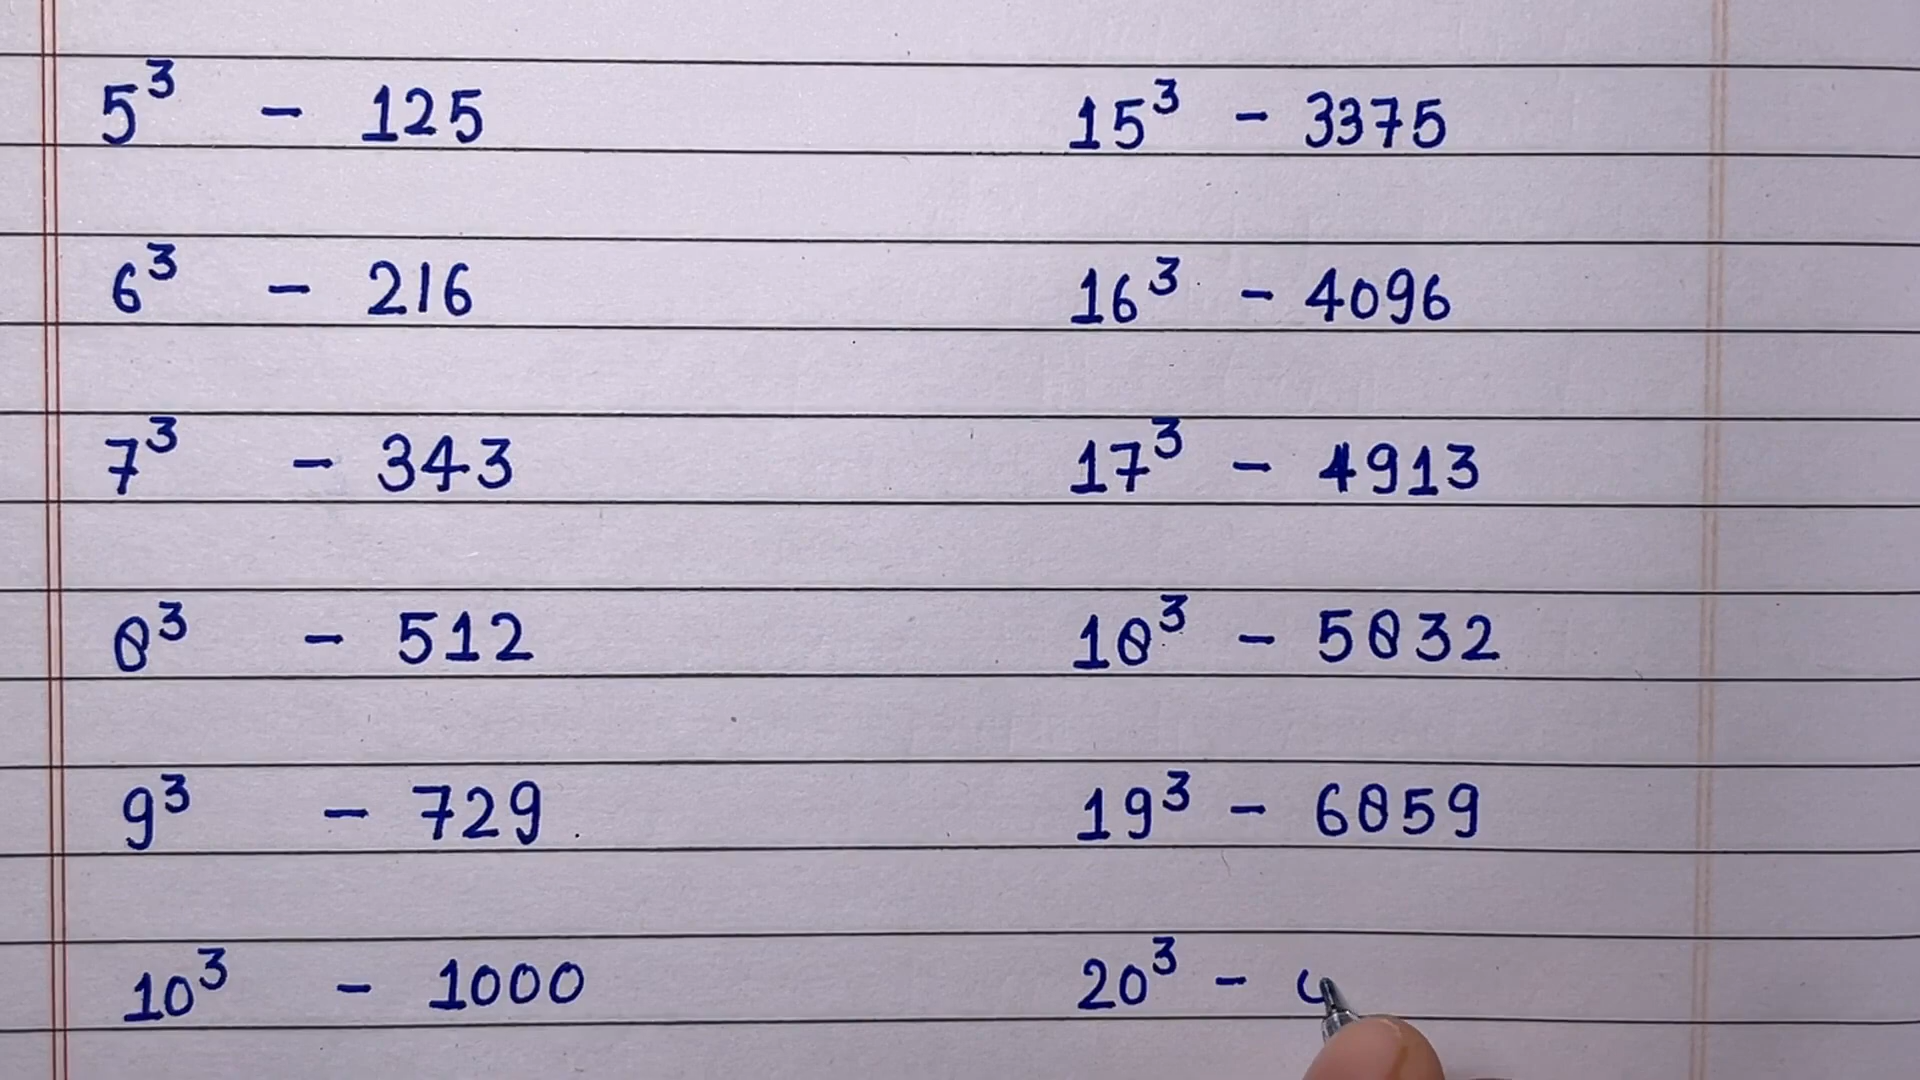 5³ - 125
6³ - 216
7³ - 343
8³ - 512
9³ - 729
10³ - 1000
15³ - 3375
16³ - 4096
17³ - 4913
18³ - 5832
19³ - 6859
20³ -